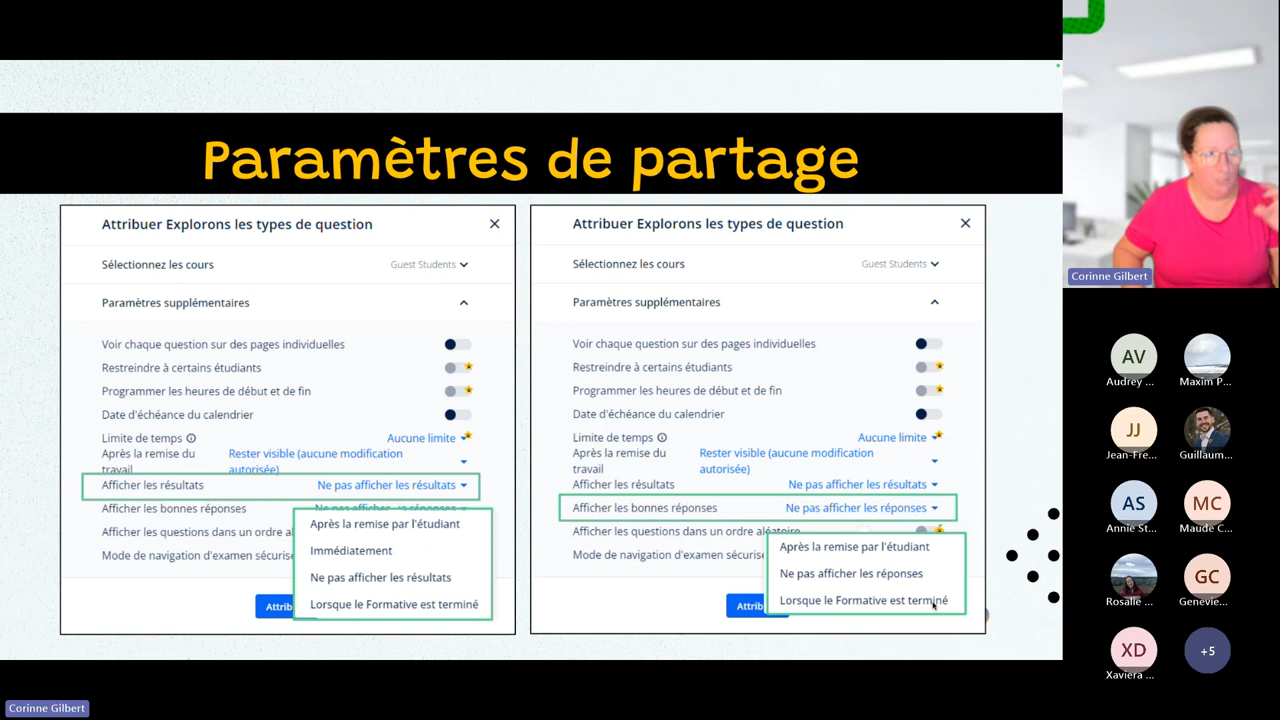 Paramètres de partage
Attribuer Explorons les types de question
Sélectionnez les cours
Guest Students
Paramètres supplémentaires
Voir chaque question sur des pages individuelles
Restreindre à certains étudiants
Programmer les heures de début et de fin
Date d'échéance du calendrier
Limite de temps
Aucune limite
Après la remise du
travail
Rester visible (aucune modification
autorisée)
Afficher les résultats
Ne pas afficher les résultats
Afficher les bonnes réponses
Ne pas afficher les réponses
Afficher les questions dans un ordre al
Mode de navigation d'examen sécurise
Après la remise par l'étudiant
Immédiatement
Ne pas afficher les résultats
Lorsque le Formative est terminé
Attrib
Attribuer Explorons les types de question
Sélectionnez les cours
Guest Students
Paramètres supplémentaires
Voir chaque question sur des pages individuelles
Restreindre à certains étudiants
Programmer les heures de début et de fin
Date d'échéance du calendrier
Limite de temps
Aucune limite
Après la remise du
travail
Rester visible (aucune modification
autorisée)
Afficher les résultats
Ne pas afficher les résultats
Afficher les bonnes réponses
Ne pas afficher les réponses
Afficher les questions dans un ordre aléatoire
Mode de navigation d'examen sécurise
Après la remise par l'étudiant
Ne pas afficher les réponses
Lorsque le Formative est terminé
Attrib
Corinne Gilbert
AV
Audrey ...
Maxim P...
JJ
Jean-Fre...
Guillaum...
AS
Annie St...
MC
Maude C...
Rosalie ...
GC
Genevie...
XD
Xaviera ...
+5
Corinne Gilbert